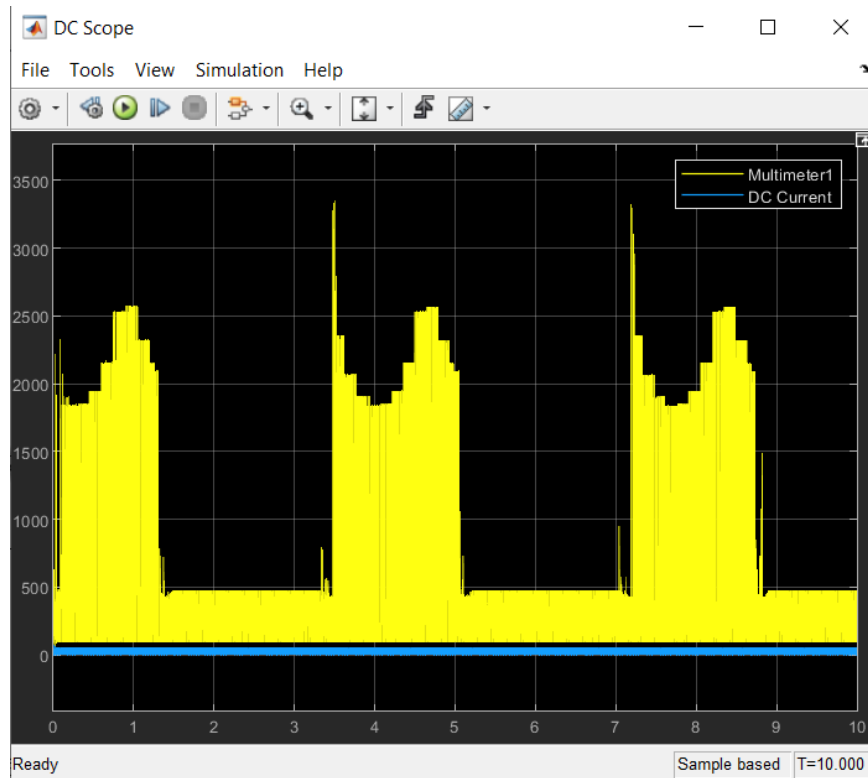 DC Scope
File Tools View Simulation Help
Multimeter1
DC Current
3500
3000
2500
2000
1500
1000
500
0
0 1 2 3 4 5 6 7 8 9 10
Ready Sample based T=10.000